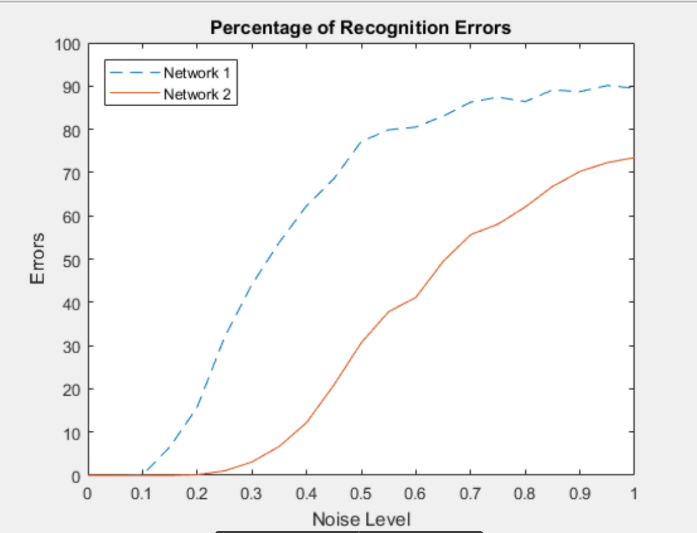 Percentage of Recognition Errors
100
90
80
70
60
50
40
30
20
10
0
Errors
Network 1
Network 2
0 0.1 0.2 0.3 0.4 0.5 0.6 0.7 0.8 0.9 1
Noise Level